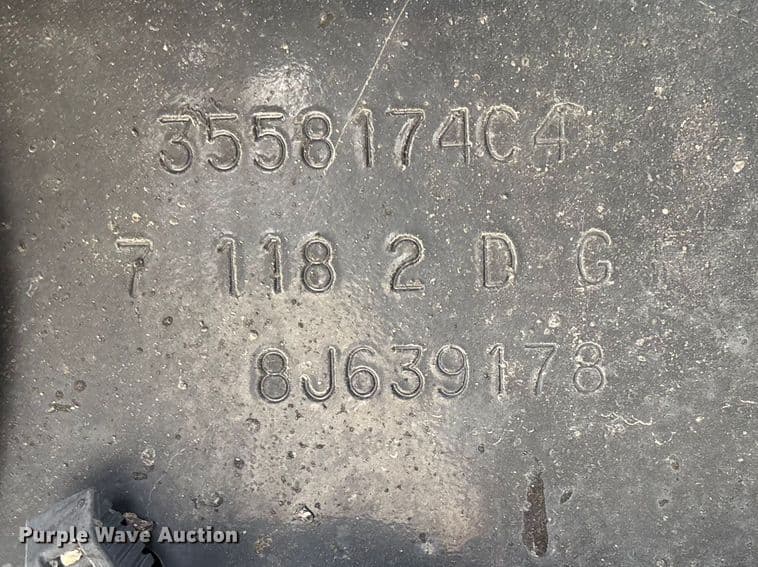 3558174C4
7 118 2 D G
8J639178
Purple Wave Auction®